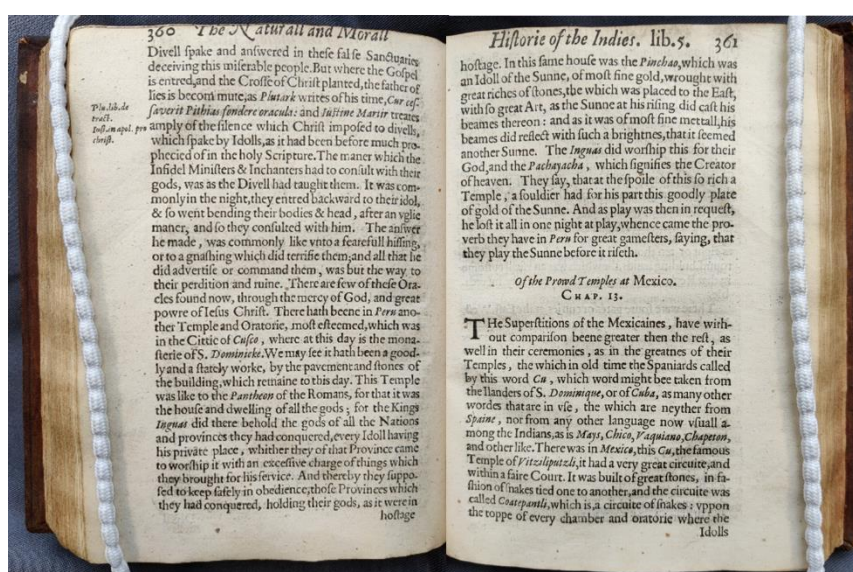 360 The Naturall and Morall
Divell spake and answered in these false Sanctuaries
deceiving this miserable people. But where the Gospel
is entred, and the Crosse of Christ planted, the father of
lies is becom mute, as Plutark writes of his time, Cur ces-
Plu. lib. de
tract.
Iust. in apol. pro
christ.
saverit Pithias fondere oracula: and Iustine Martir treates
amply of the silence which Christ imposed to divells,
which spake by Idolls, as it had been before much pro-
phecied of in the holy Scripture. The maner which the
Infidel Ministers & Inchanters had to consult with their
gods, was as the Divell had taught them. It was com-
monly in the night, they entred backward to their idol,
& so went bending their bodies & head, after an vglie
maner, and so they consulted with him. The answer
he made, was commonly like vnto a fearefull hissing,
or to a gnashing which did terrifie them; and all that he
did advertise or command them, was but the way to
their perdition and ruine. There are few of these Ora-
cles found now, through the mercy of God, and great
powre of Iesus Christ. There hath beene in Peru ano-
ther Temple and Oratorie, most esteemed, which was
in the Cittie of Cusco, where at this day is the mona-
sterie of S. Dominicke. We may see it hath been a good-
ly and a stately worke, by the pavement and stones of
the building, which remaine to this day. This Temple
was like to the Pantheon of the Romans, for that it was
the house and dwelling of all the gods; for the Kings
Inguas did there behold the gods of all the Nations
and provinces they had conquered, every Idoll having
his private place, whither they of that Province came
to worship it with an excessive charge of things which
they brought for his service. And thereby they suppo-
sed to keep safely in obedience, those Provinces which
they had conquered, holding their gods, as it were in
hostage
Historie of the Indies. lib. 5. 361
hostage. In this same house was the Pinchao, which was
an Idoll of the Sunne, of most fine gold, wrought with
great riches of stones, the which was placed to the East,
with so great Art, as the Sunne at his rising did cast his
beames thereon: and as it was of most fine mettall, his
beames did reflect with such a brightnes, that it seemed
another Sunne. The Inguas did worship this for their
God, and the Pachayacha, which signifies the Creator
of heaven. They say, that at the spoile of this so rich a
Temple, a souldier had for his part this goodly plate
of gold of the Sunne. And as play was then in request,
he lost it all in one night at play, whence came the pro-
verb they have in Peru for great gamesters, saying, that
they play the Sunne before it riseth.
Of the Prowd Temples at Mexico.
CHAP. 13.
THe Superstitions of the Mexicaines, have with-
out comparison beene greater then the rest, as
well in their ceremonies, as in the greatnes of their
Temples, the which in old time the Spaniards called
by this word Cu, which word might bee taken from
the Ilanders of S. Dominique, or of Cuba, as many other
wordes that are in vse, the which are neyther from
Spaine, nor from any other language now vsuall a-
mong the Indians, as is Mays, Chico, Vaquiano, Chapeton,
and other like. There was in Mexico, this Cu, the famous
Temple of Vitziliputzli, it had a very great circuite, and
within a faire Court. It was built of great stones, in fa-
shion of snakes tied one to another, and the circuite was
called Coatepantli, which is, a circuite of snakes: vppon
the toppe of every chamber and oratorie where the
Idolls